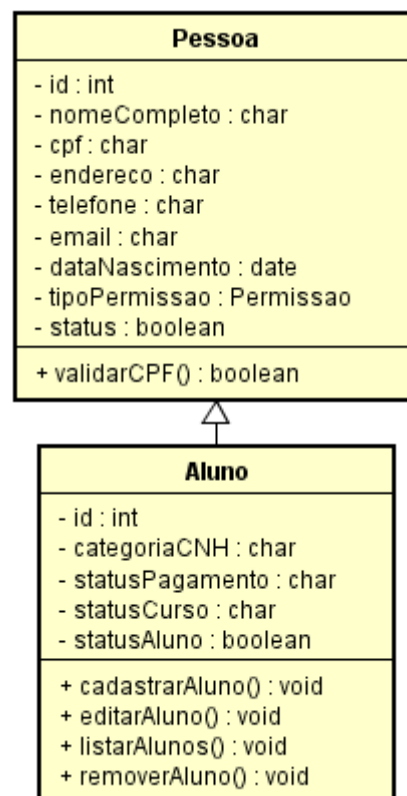 Pessoa
- id : int
- nomeCompleto : char
- cpf : char
- endereco : char
- telefone : char
- email : char
- dataNascimento : date
- tipoPermissao : Permissao
- status : boolean
+ validarCPF() : boolean
Aluno
- id : int
- categoriaCNH : char
- statusPagamento : char
- statusCurso : char
- statusAluno : boolean
+ cadastrarAluno() : void
+ editarAluno() : void
+ listarAlunos() : void
+ removerAluno() : void